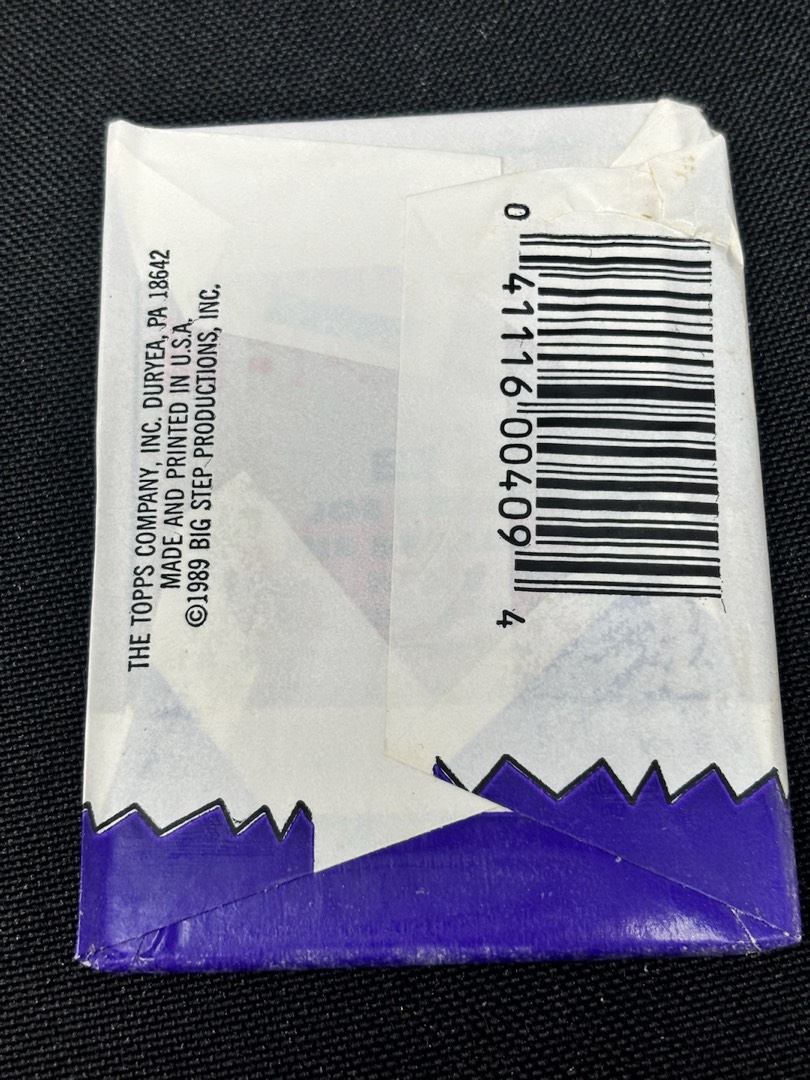 THE TOPPS COMPANY, INC. DURYEA, PA 18642
MADE AND PRINTED IN U.S.A.
©1989 BIG STEP PRODUCTIONS, INC.
0 41116 00409 4